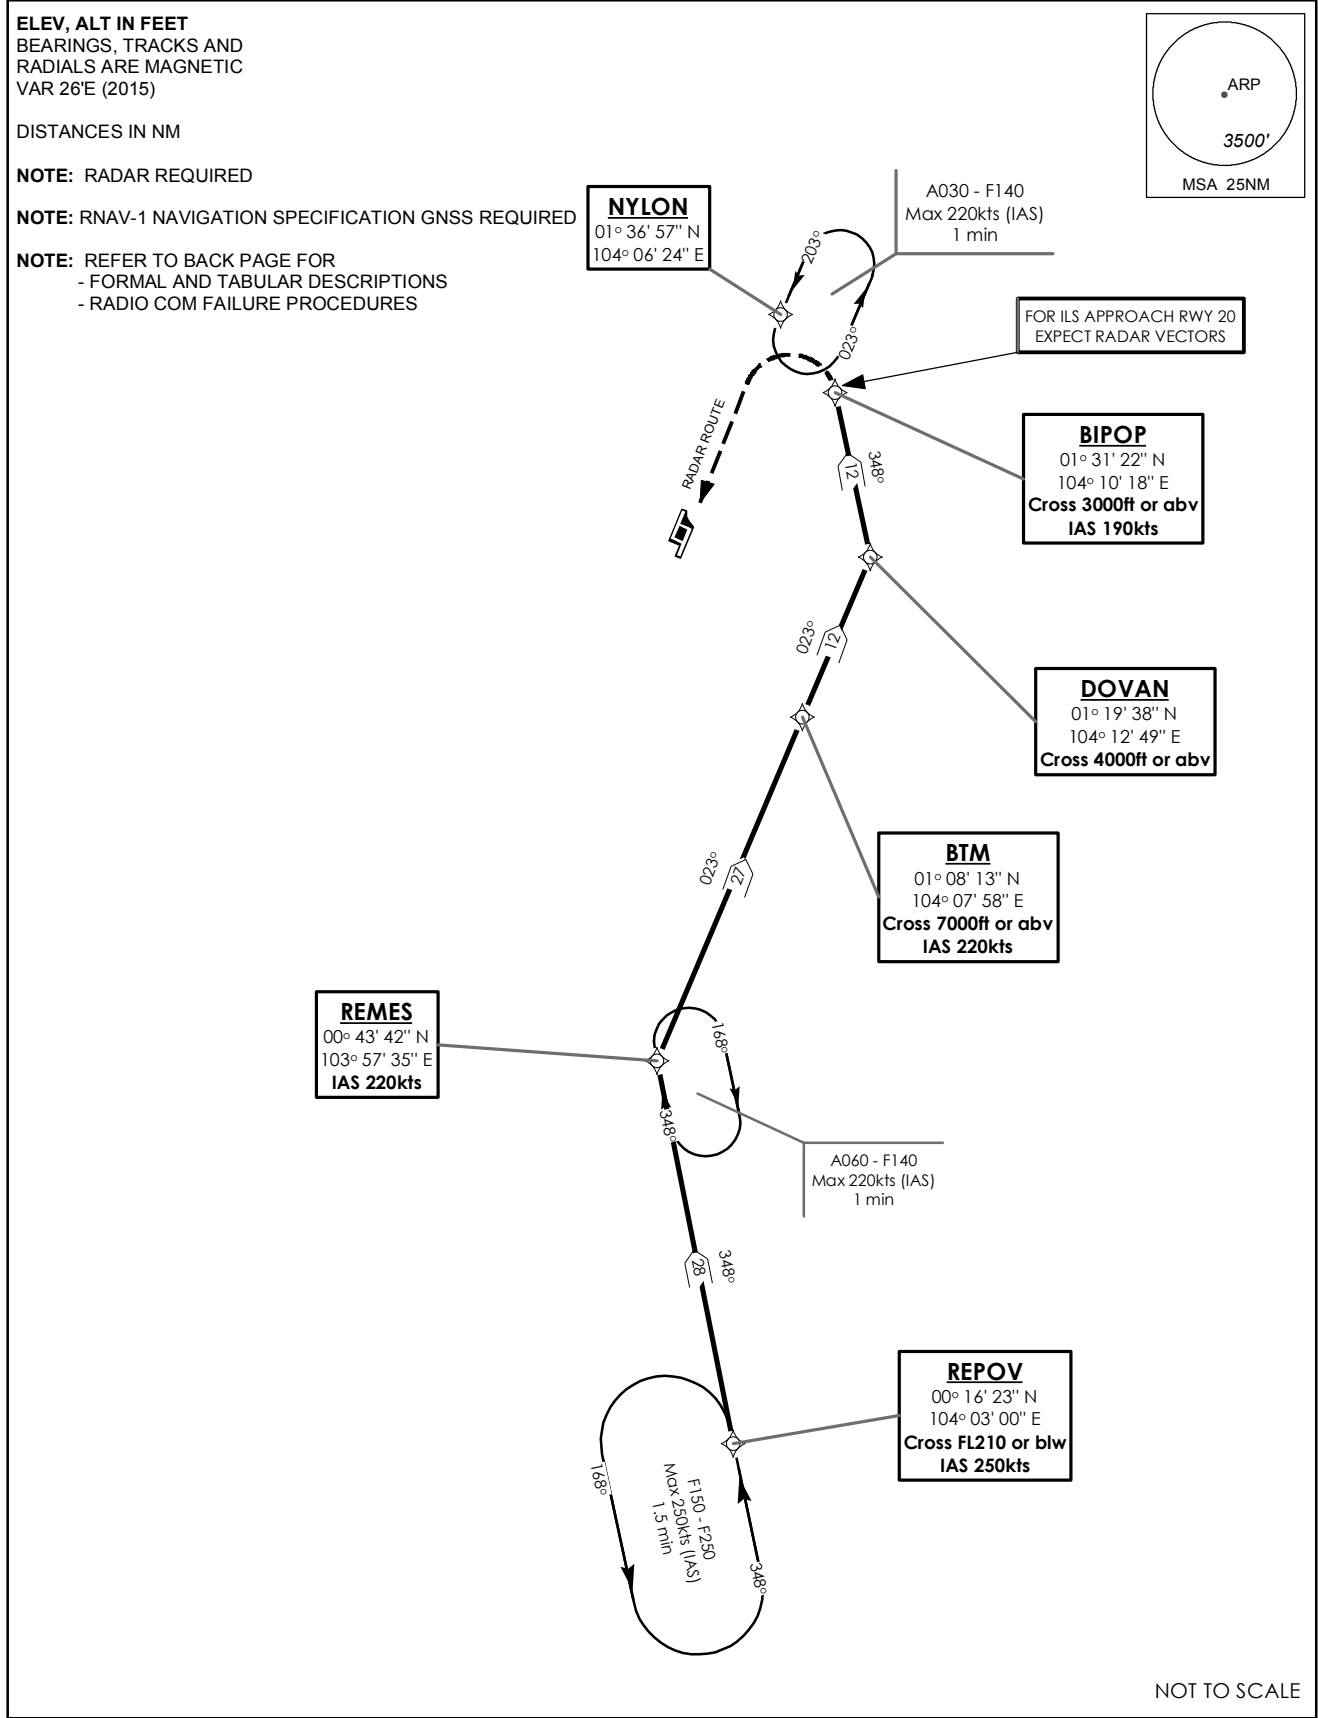 ELEV, ALT IN FEET
BEARINGS, TRACKS AND
RADIALS ARE MAGNETIC
VAR 26'E (2015)
DISTANCES IN NM
NOTE: RADAR REQUIRED
NOTE: RNAV-1 NAVIGATION SPECIFICATION GNSS REQUIRED
NOTE: REFER TO BACK PAGE FOR
- FORMAL AND TABULAR DESCRIPTIONS
- RADIO COM FAILURE PROCEDURES
ARP
3500'
MSA 25NM
NYLON
01° 36' 57" N
104° 06' 24" E
A030 - F140
Max 220kts (IAS)
1 min
203°
023°
FOR ILS APPROACH RWY 20
EXPECT RADAR VECTORS
RADAR ROUTE
BIPOP
01° 31' 22" N
104° 10' 18" E
Cross 3000ft or abv
IAS 190kts
12
348°
DOVAN
01° 19' 38" N
104° 12' 49" E
Cross 4000ft or abv
023°
12
BTM
01° 08' 13" N
104° 07' 58" E
Cross 7000ft or abv
IAS 220kts
023°
27
REMES
00° 43' 42" N
103° 57' 35" E
IAS 220kts
168°
348°
A060 - F140
Max 220kts (IAS)
1 min
28
348°
REPOV
00° 16' 23" N
104° 03' 00" E
Cross FL210 or blw
IAS 250kts
168°
F150 - F250
Max 250kts (IAS)
1.5 min
348°
NOT TO SCALE